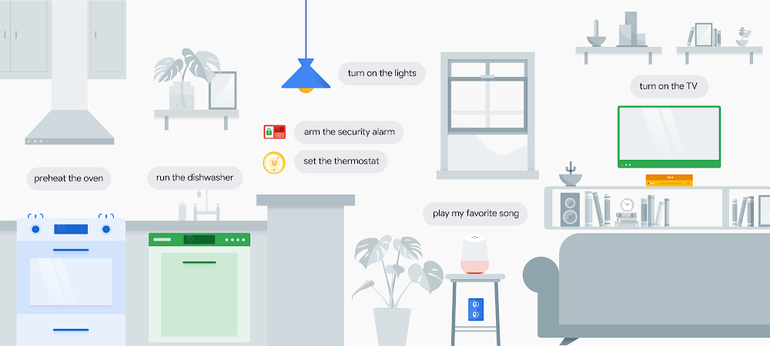 turn on the lights
turn on the TV
arm the security alarm
set the thermostat
preheat the oven
run the dishwasher
play my favorite song